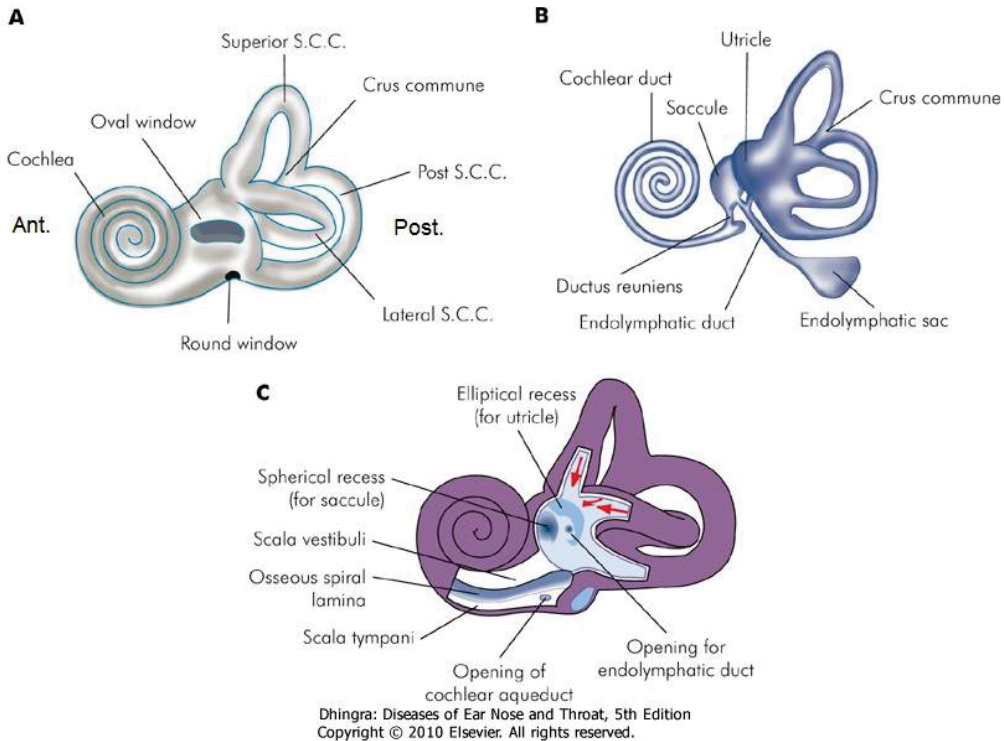 A
Superior S.C.C.
Crus commune
Oval window
Cochlea
Post S.C.C.
Ant.
Post.
Lateral S.C.C.
Round window
B
Utricle
Cochlear duct
Saccule
Crus commune
Ductus reuniens
Endolymphatic duct
Endolymphatic sac
C
Elliptical recess
(for utricle)
Spherical recess
(for saccule)
Scala vestibuli
Osseous spiral
lamina
Scala tympani
Opening of
cochlear aqueduct
Opening for
endolymphatic duct
Dhingra: Diseases of Ear Nose and Throat, 5th Edition
Copyright © 2010 Elsevier. All rights reserved.